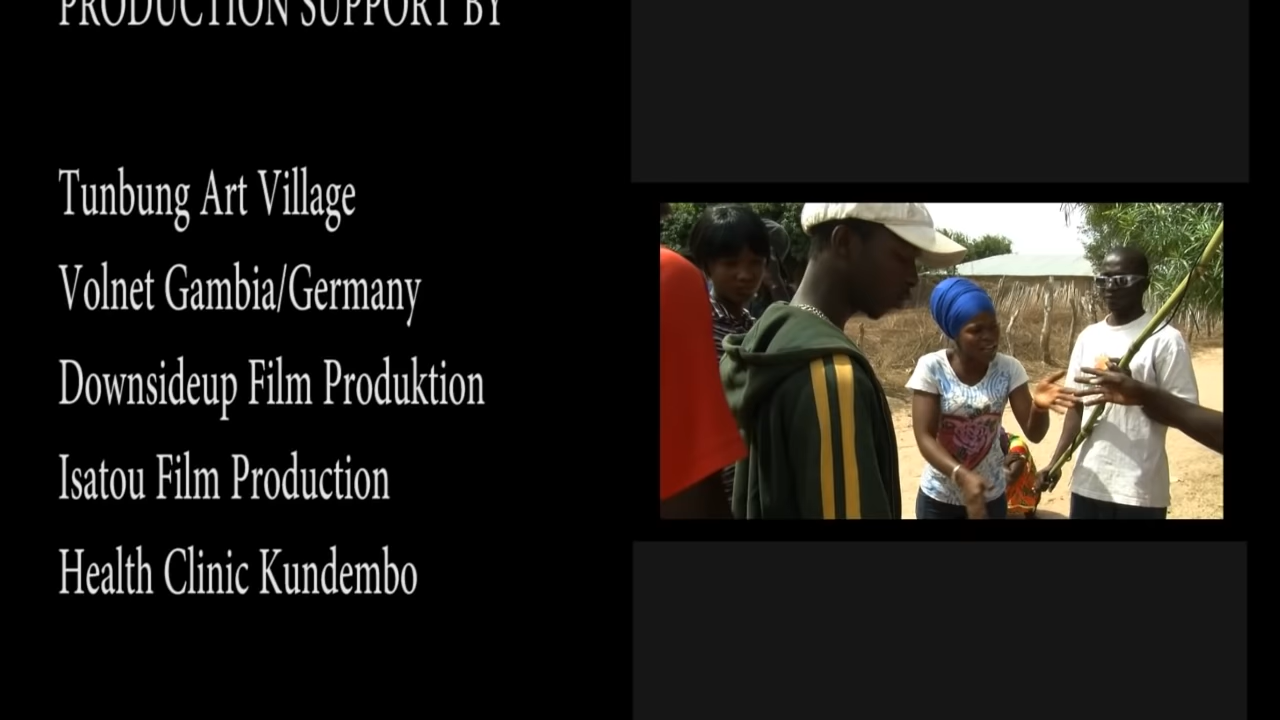 PRODUCTION SUPPORT BY
Tunbung Art Village
Volnet Gambia/Germany
Downsideup Film Produktion
Isatou Film Production
Health Clinic Kundembo